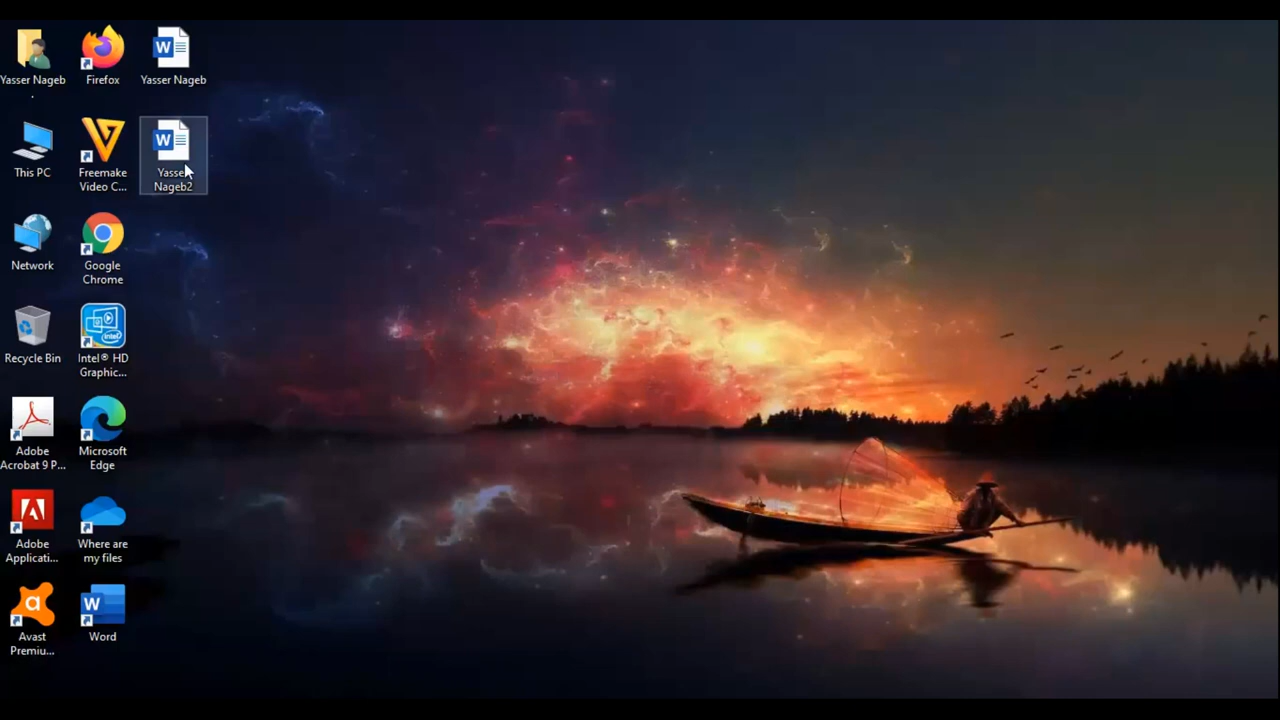 Yasser Nageb
.
Firefox
Yasser Nageb
This PC
Freemake
Video C...
Yasser
Nageb2
Network
Google
Chrome
Recycle Bin
intel
Intel® HD
Graphic...
Adobe
Acrobat 9 P...
Microsoft
Edge
Adobe
Applicati...
Where are
my files
Avast
Premiu...
Word